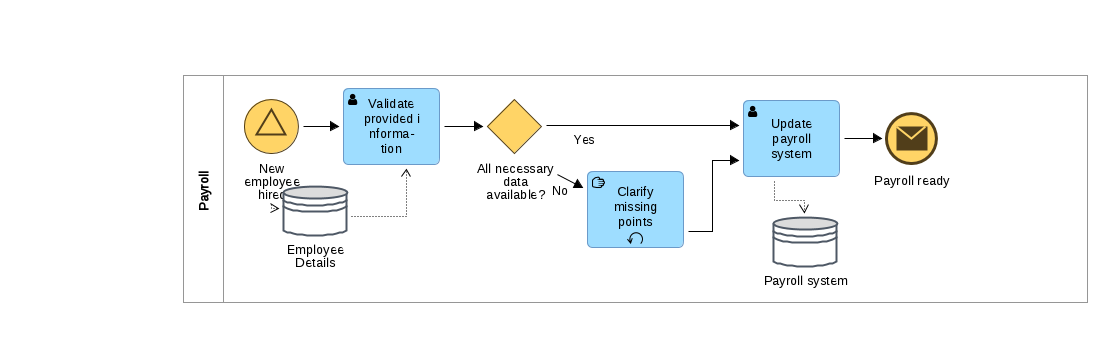 Payroll
New
employee
hired
Validate
provided i
nforma-
tion
All necessary
data
available?
Yes
No
Clarify
missing
points
Update
payroll
system
Payroll ready
Employee
Details
Payroll system